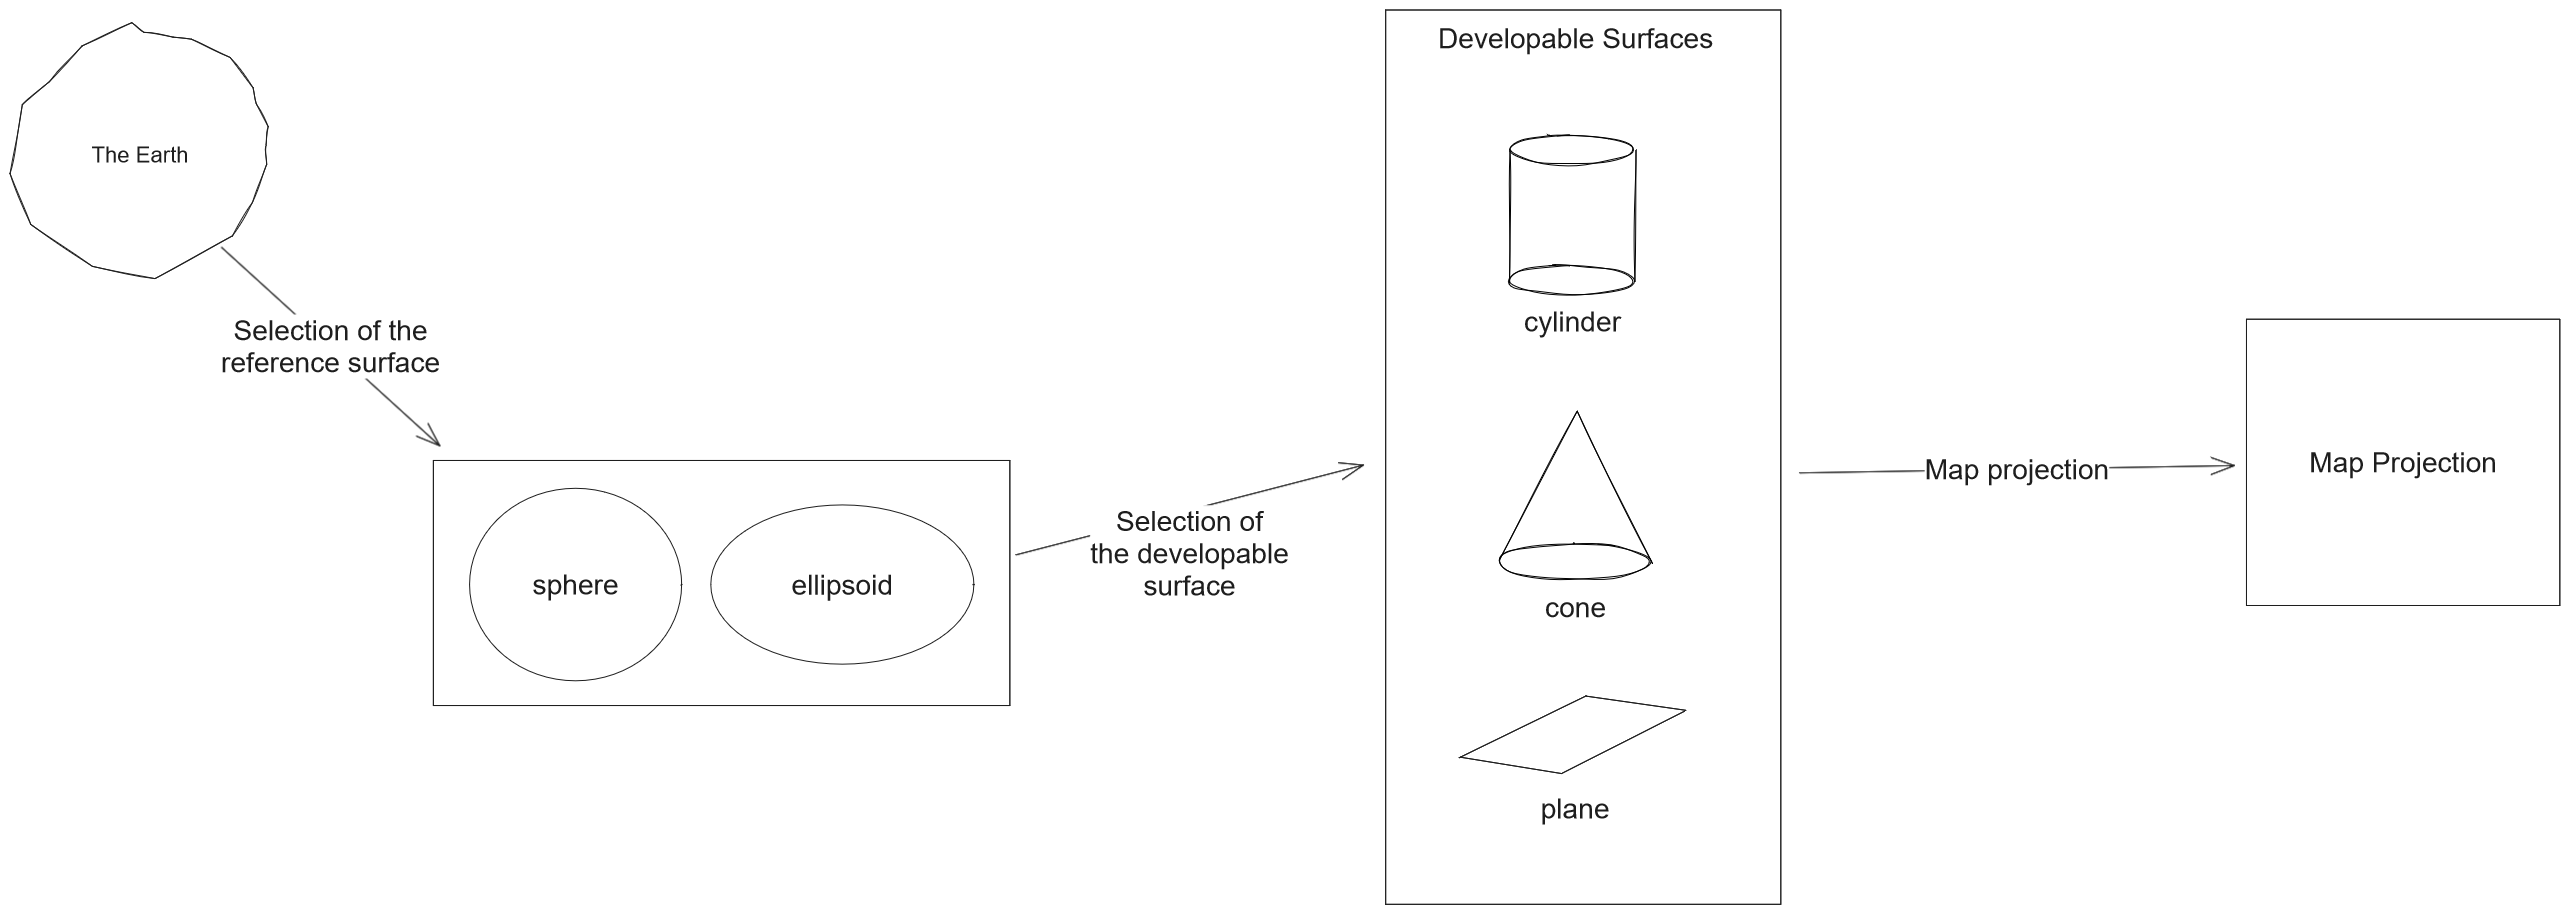 The Earth
Selection of the
reference surface
sphere
ellipsoid
Selection of
the developable
surface
Developable Surfaces
cylinder
cone
plane
Map projection
Map Projection